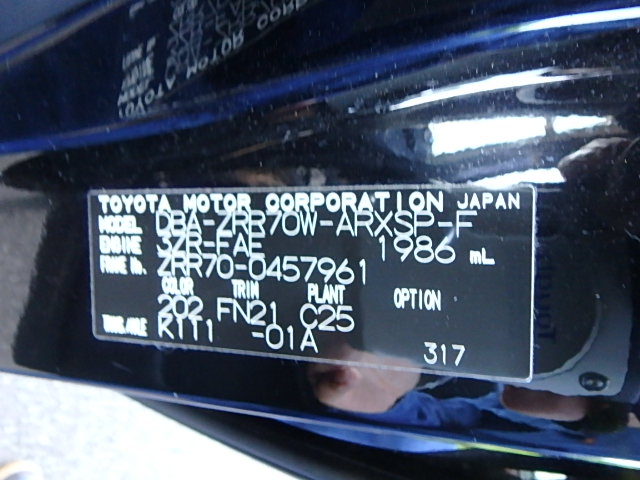 TOYOTA MOTOR CORPORATION JAPAN
MODEL DBA-ZRR70W-ARXSP-F
ENGINE 3ZR-FAE 1986 mL
FRAME No. ZRR70-0457961
COLOR TRIM PLANT OPTION
202 FN21 C25
TRANS./AXLE K111 -01A
317